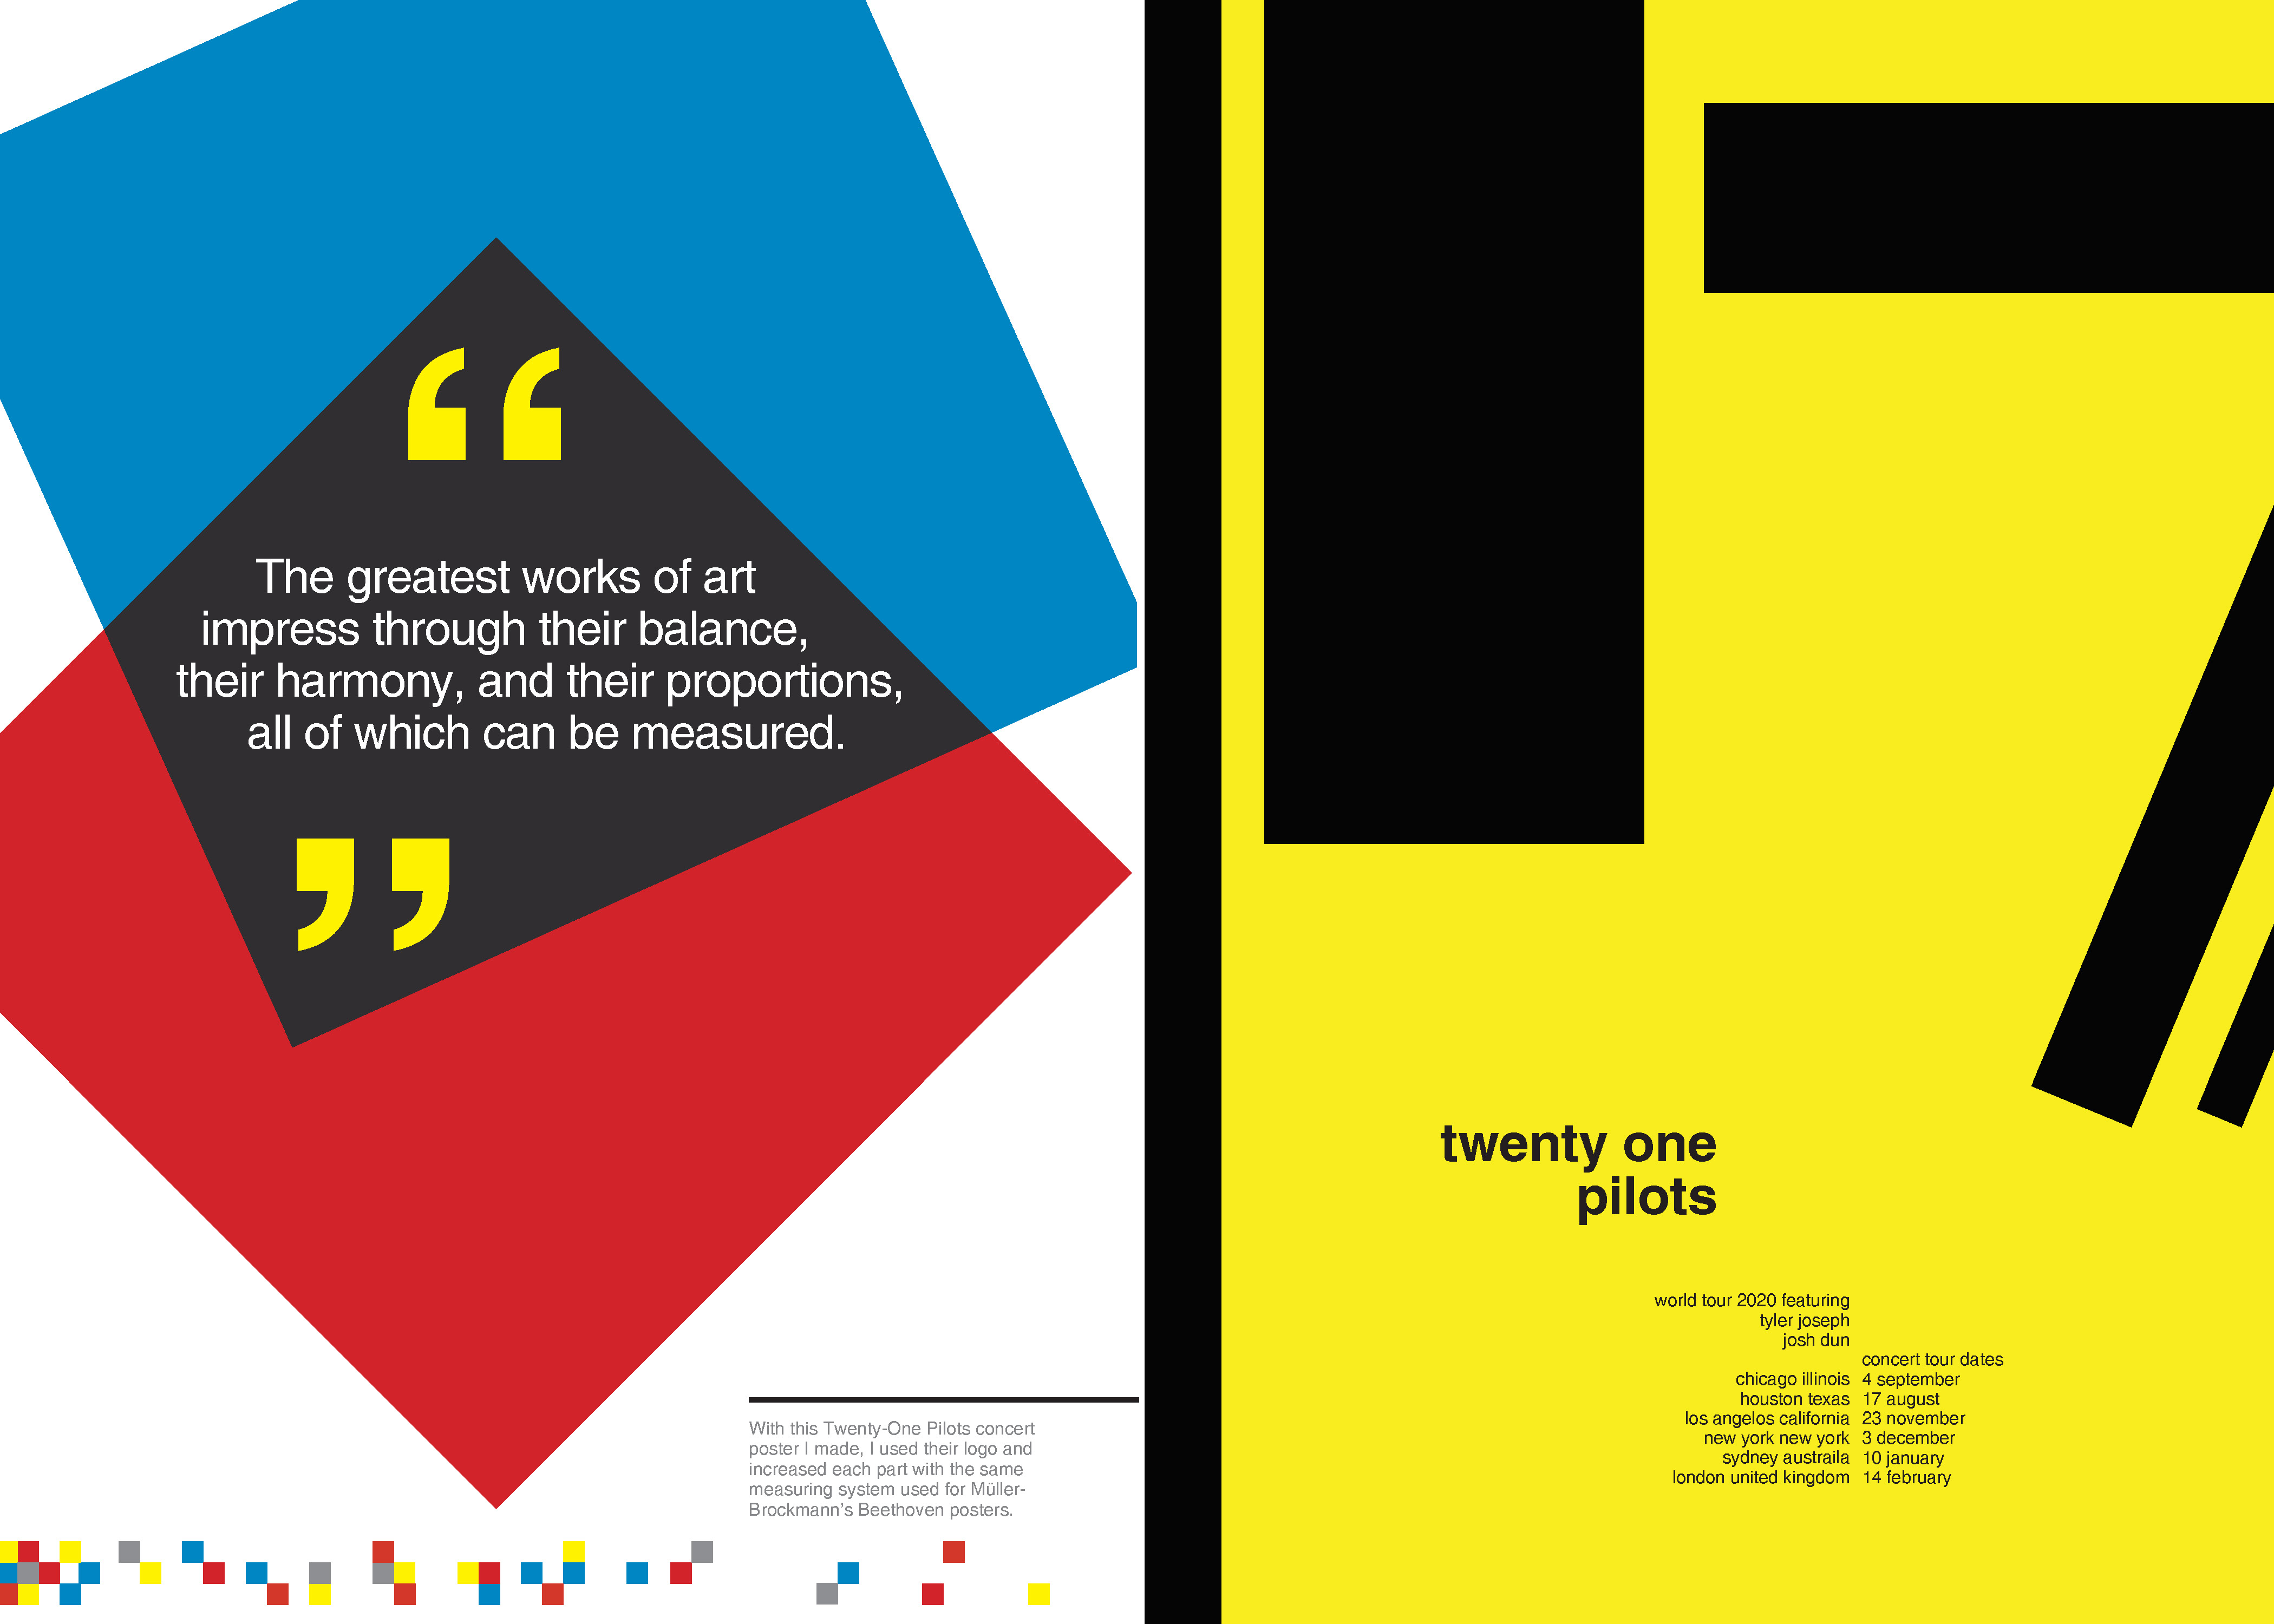 “
The greatest works of art
impress through their balance,
their harmony, and their proportions,
all of which can be measured.
”
With this Twenty-One Pilots concert
poster I made, I used their logo and
increased each part with the same
measuring system used for Müller-
Brockmann’s Beethoven posters.
twenty one
pilots
world tour 2020 featuring
tyler joseph
josh dun
concert tour dates
chicago illinois 4 september
houston texas 17 august
los angelos california 23 november
new york new york 3 december
sydney austraila 10 january
london united kingdom 14 february